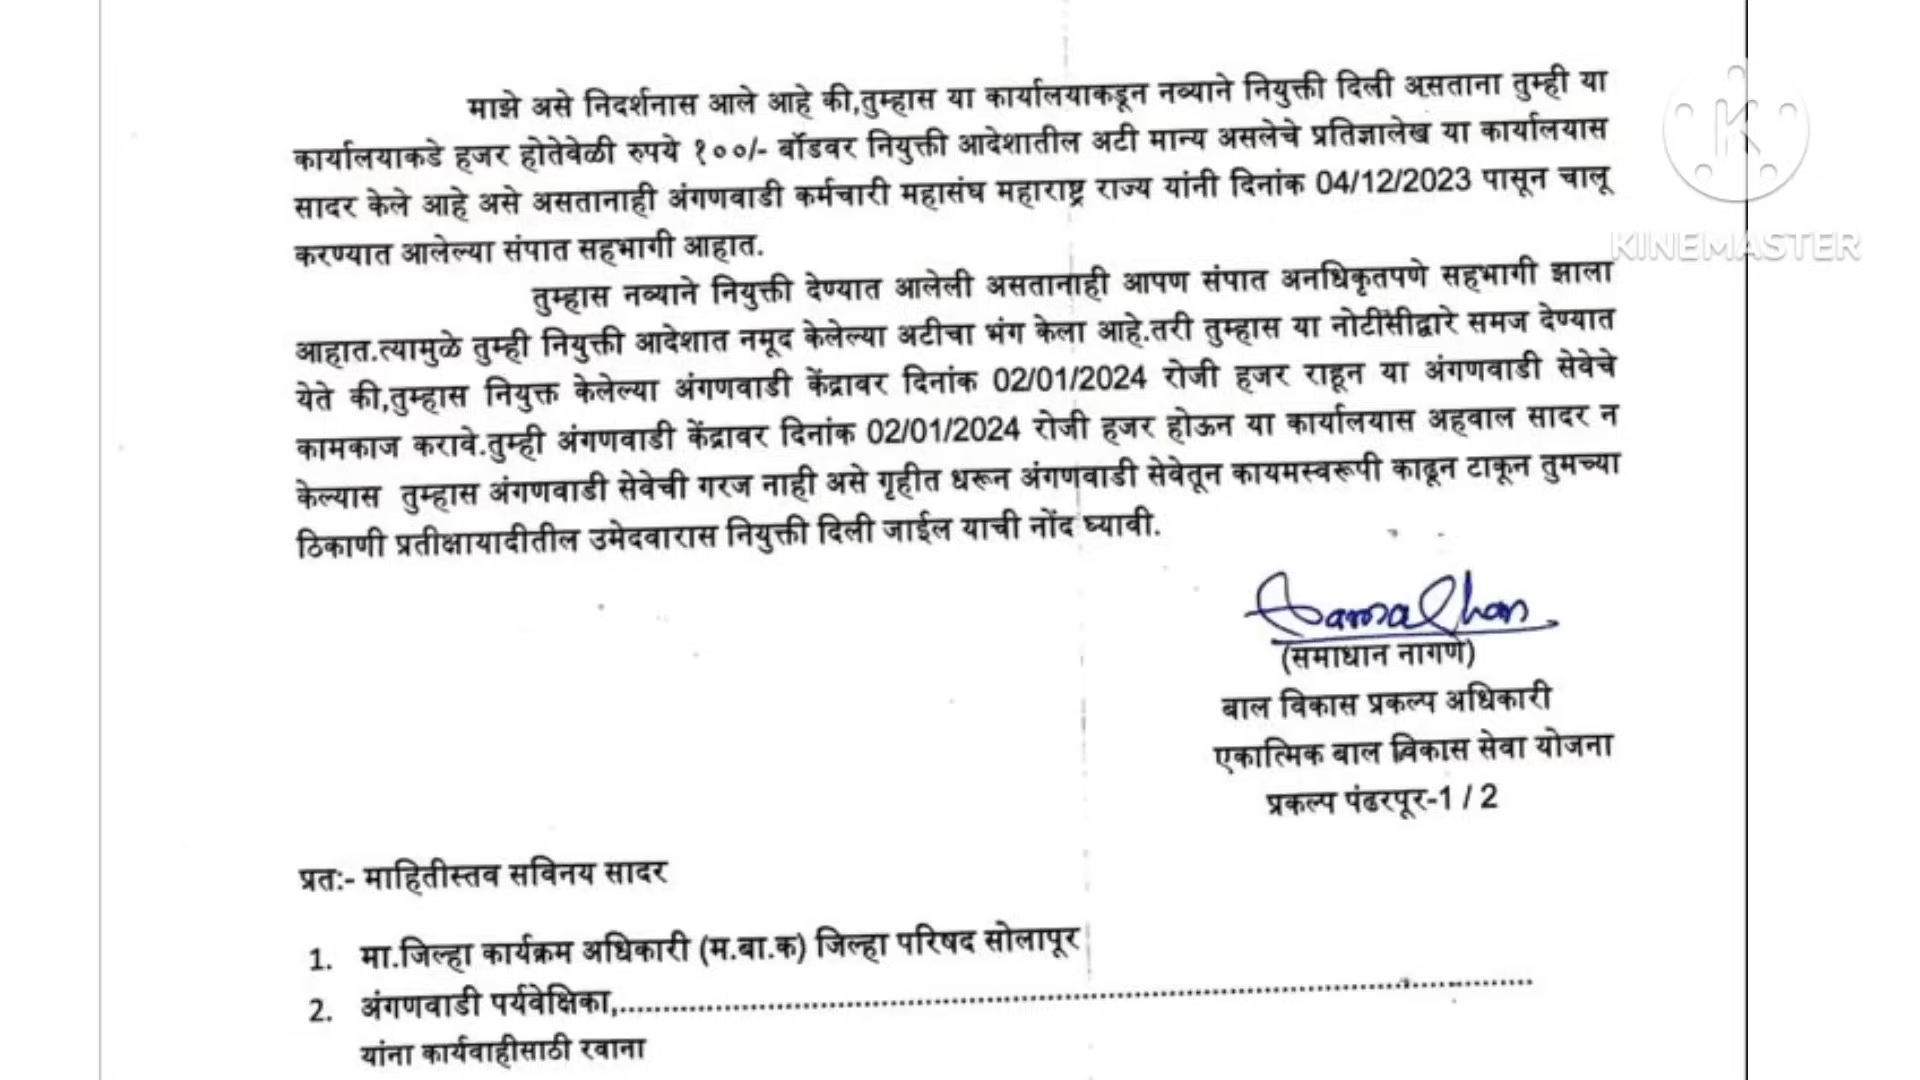 माझे असे निदर्शनास आले आहे की,तुम्हास या कार्यालयाकडून नव्याने नियुक्ती दिली असताना तुम्ही या
कार्यालयाकडे हजर होतेवेळी रुपये १००/- बॉडवर नियुक्ती आदेशातील अटी मान्य असलेचे प्रतिज्ञालेख या कार्यालयास
सादर केले आहे असे असतानाही अंगणवाडी कर्मचारी महासंघ महाराष्ट्र राज्य यांनी दिनांक 04/12/2023 पासून चालू
करण्यात आलेल्या संपात सहभागी आहात.
तुम्हास नव्याने नियुक्ती देण्यात आलेली असतानाही आपण संपात अनधिकृतपणे सहभागी झाला
आहात.त्यामुळे तुम्ही नियुक्ती आदेशात नमूद केलेल्या अटीचा भंग केला आहे.तरी तुम्हास या नोटीसीद्वारे समज देण्यात
येते की,तुम्हास नियुक्त केलेल्या अंगणवाडी केंद्रावर दिनांक 02/01/2024 रोजी हजर राहून या अंगणवाडी सेवेचे
कामकाज करावे.तुम्ही अंगणवाडी केंद्रावर दिनांक 02/01/2024 रोजी हजर होऊन या कार्यालयास अहवाल सादर न
केल्यास तुम्हास अंगणवाडी सेवेची गरज नाही असे गृहीत धरून अंगणवाडी सेवेतून कायमस्वरूपी काढून टाकून तुमच्या
ठिकाणी प्रतीक्षायादीतील उमेदवारास नियुक्ती दिली जाईल याची नोंद घ्यावी.
Samadhan
(समाधान नागणे)
बाल विकास प्रकल्प अधिकारी
एकात्मिक बाल विकास सेवा योजना
प्रकल्प पंढरपूर-1 / 2
प्रत:- माहितीस्तव सविनय सादर
1. मा.जिल्हा कार्यक्रम अधिकारी (म.बा.क) जिल्हा परिषद सोलापूर
2. अंगणवाडी पर्यवेक्षिका,..........................................................................................
यांना कार्यवाहीसाठी रवाना
K
KINEMASTER